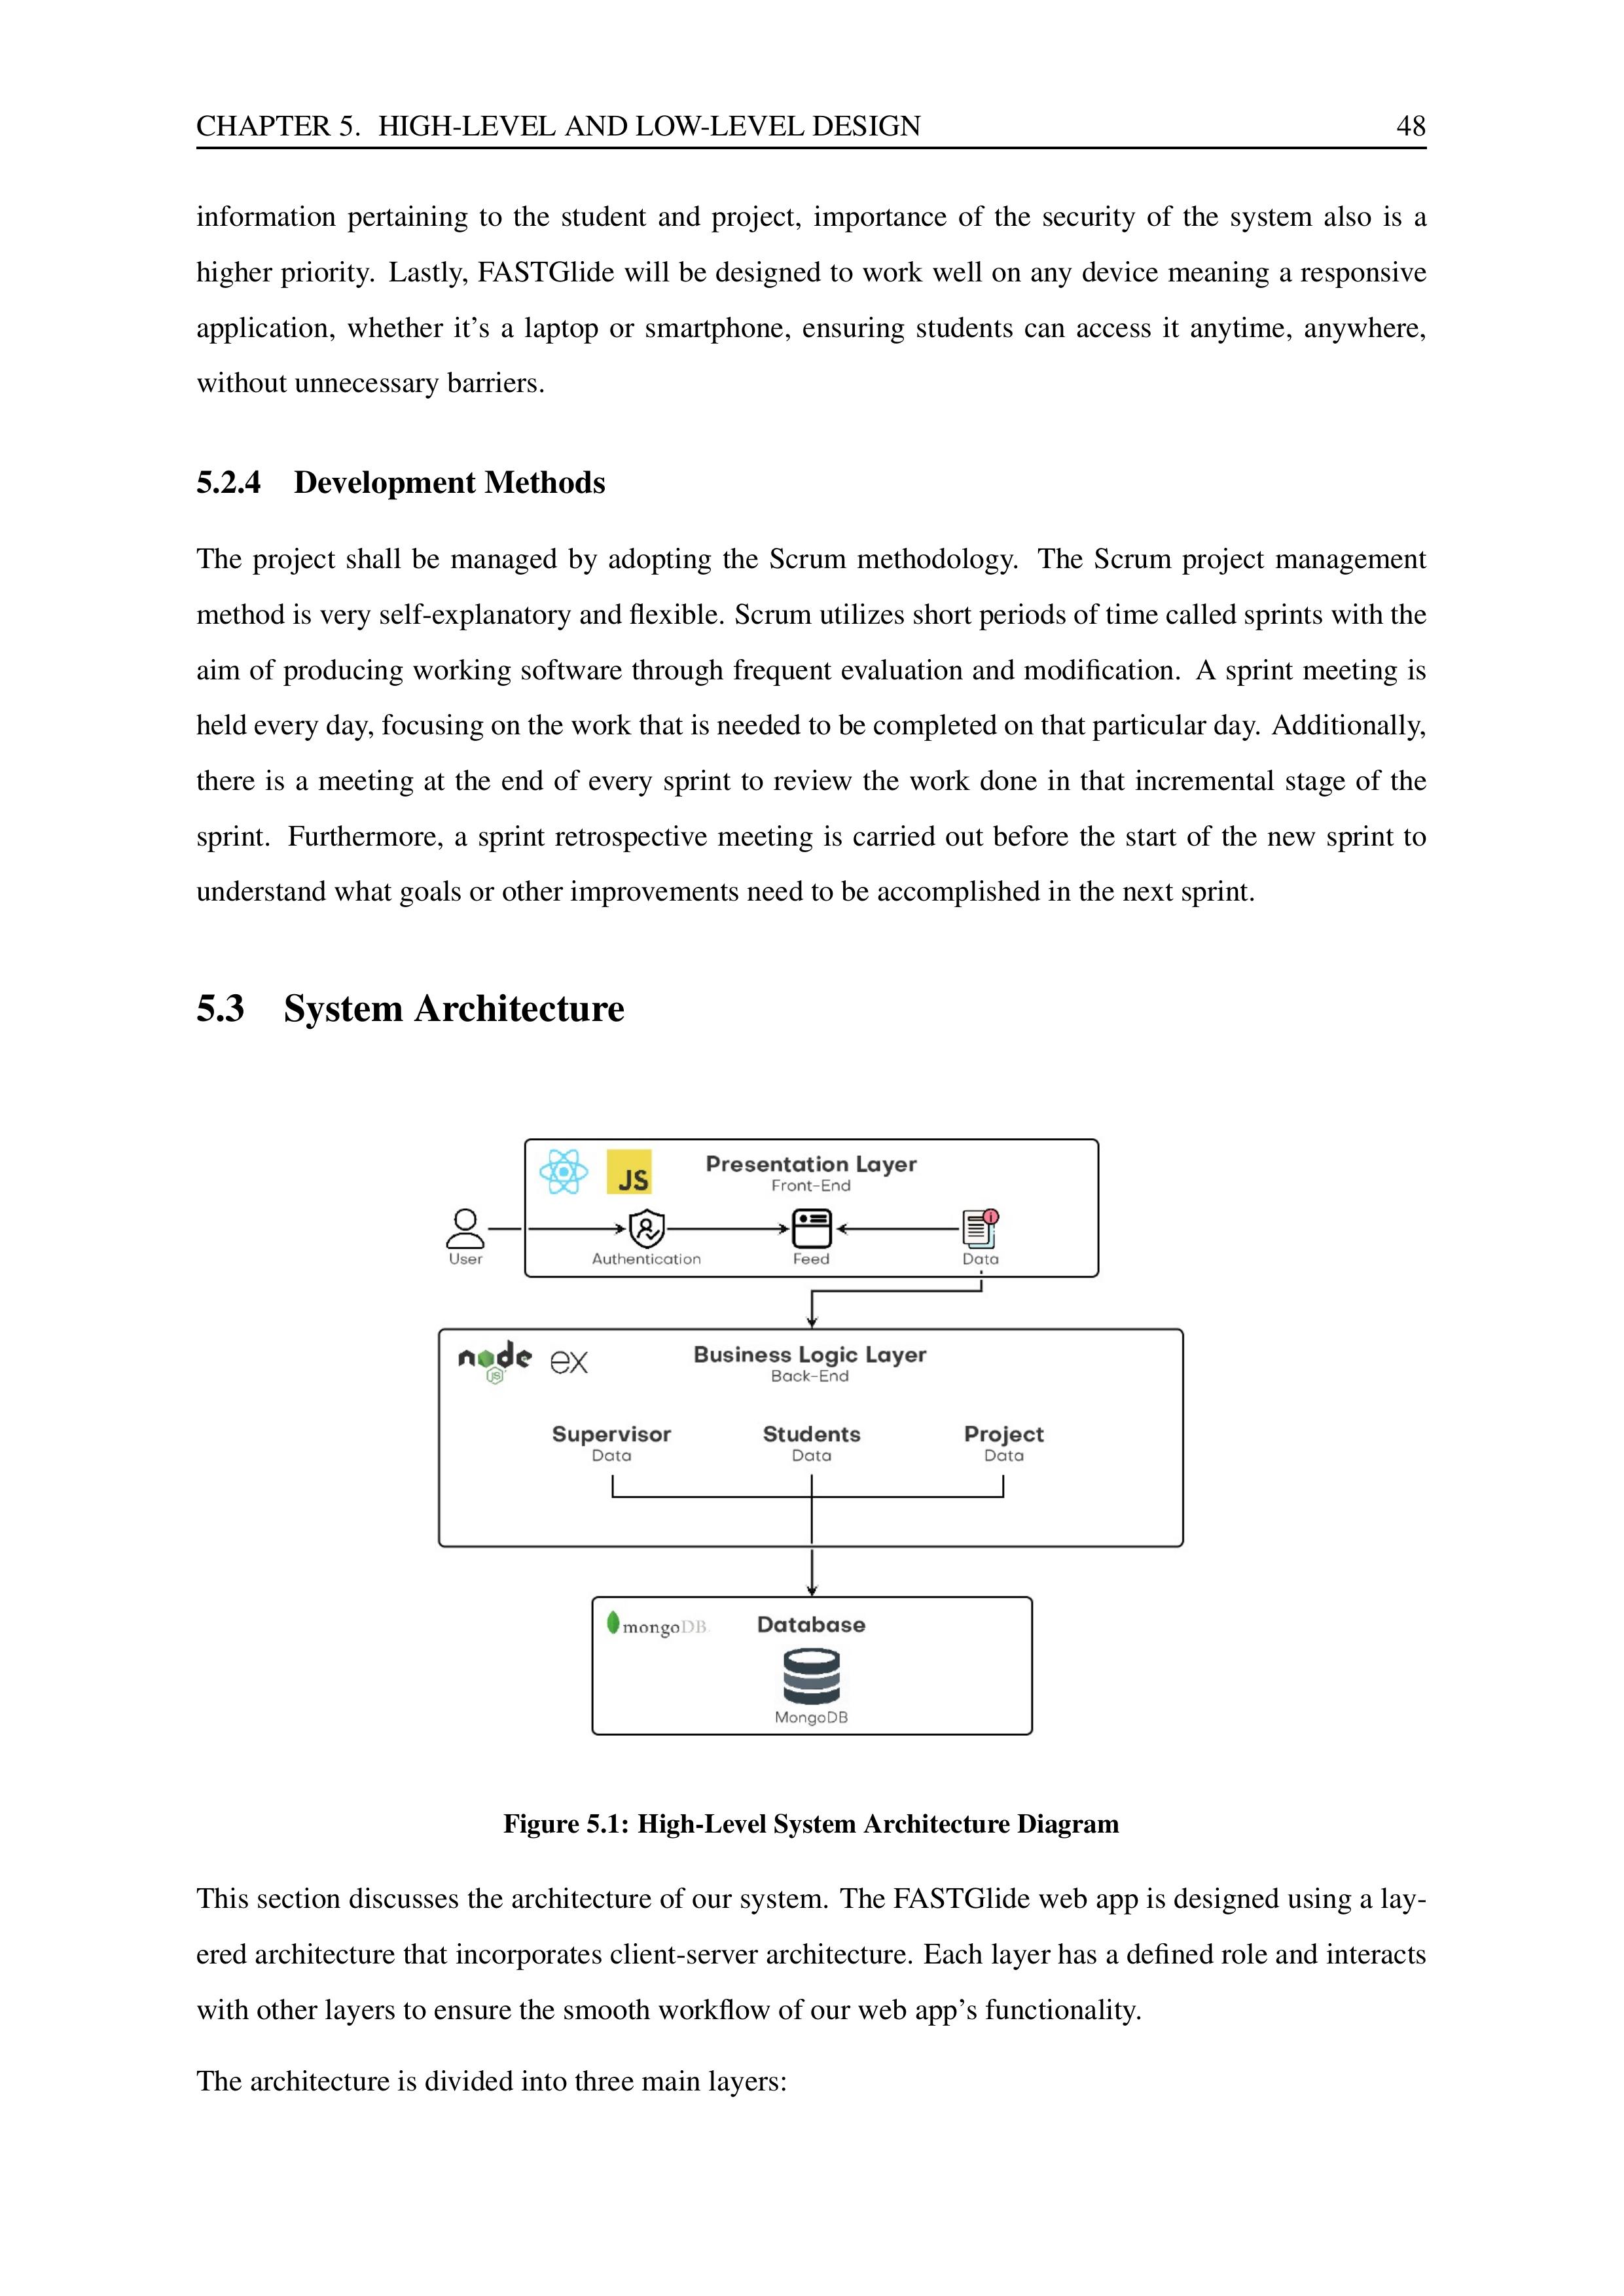 CHAPTER 5. HIGH-LEVEL AND LOW-LEVEL DESIGN 48
information pertaining to the student and project, importance of the security of the system also is a
higher priority. Lastly, FASTGlide will be designed to work well on any device meaning a responsive
application, whether it's a laptop or smartphone, ensuring students can access it anytime, anywhere,
without unnecessary barriers.
5.2.4 Development Methods
The project shall be managed by adopting the Scrum methodology. The Scrum project management
method is very self-explanatory and flexible. Scrum utilizes short periods of time called sprints with the
aim of producing working software through frequent evaluation and modification. A sprint meeting is
held every day, focusing on the work that is needed to be completed on that particular day. Additionally,
there is a meeting at the end of every sprint to review the work done in that incremental stage of the
sprint. Furthermore, a sprint retrospective meeting is carried out before the start of the new sprint to
understand what goals or other improvements need to be accomplished in the next sprint.
5.3 System Architecture
JS
Presentation Layer
Front-End
User
Authentication
Feed
Data
node
JS
ex
Business Logic Layer
Back-End
Supervisor
Data
Students
Data
Project
Data
mongoDB
Database
MongoDB
Figure 5.1: High-Level System Architecture Diagram
This section discusses the architecture of our system. The FASTGlide web app is designed using a lay-
ered architecture that incorporates client-server architecture. Each layer has a defined role and interacts
with other layers to ensure the smooth workflow of our web app's functionality.
The architecture is divided into three main layers: